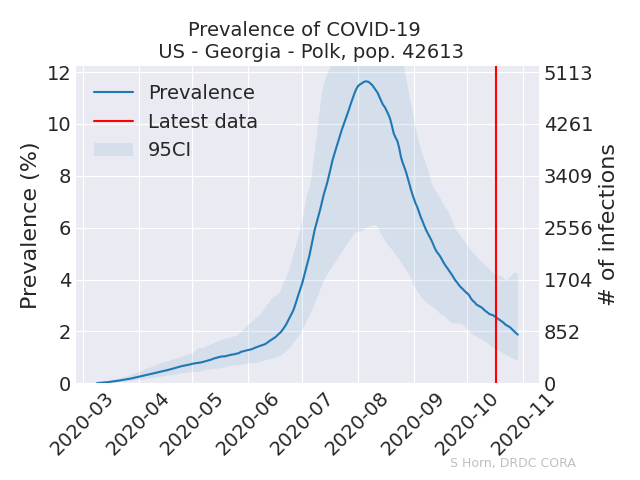 Prevalence of COVID-19
US - Georgia - Polk, pop. 42613
Prevalence (%)
12
10
8
6
4
2
0
Prevalence
Latest data
95CI
5113
4261
3409
2556
1704
852
0
# of infections
2020-03
2020-04
2020-05
2020-06
2020-07
2020-08
2020-09
2020-10
2020-11
S Horn, DRDC CORA